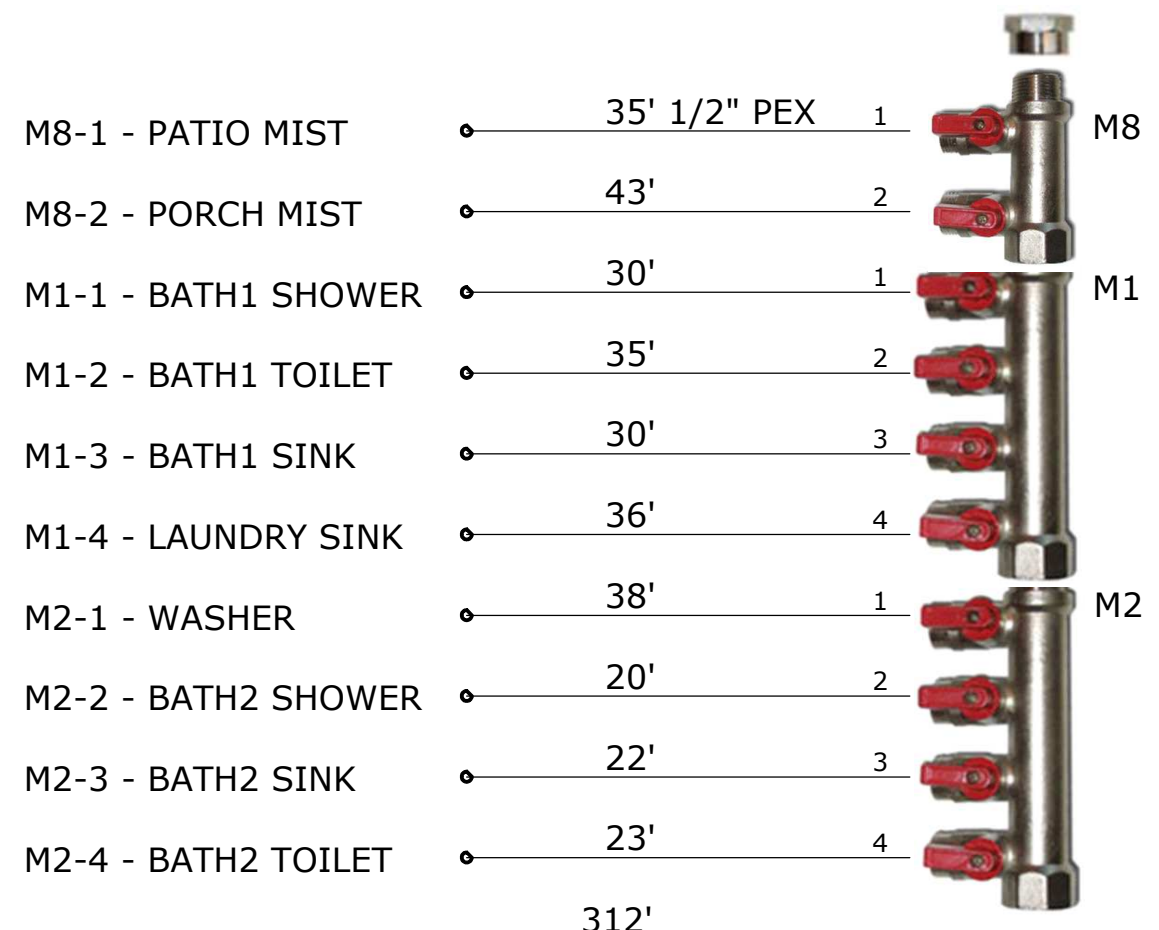 M8-1 - PATIO MIST 35' 1/2" PEX 1 M8
M8-2 - PORCH MIST 43' 2
M1-1 - BATH1 SHOWER 30' 1 M1
M1-2 - BATH1 TOILET 35' 2
M1-3 - BATH1 SINK 30' 3
M1-4 - LAUNDRY SINK 36' 4
M2-1 - WASHER 38' 1 M2
M2-2 - BATH2 SHOWER 20' 2
M2-3 - BATH2 SINK 22' 3
M2-4 - BATH2 TOILET 23' 4
312'